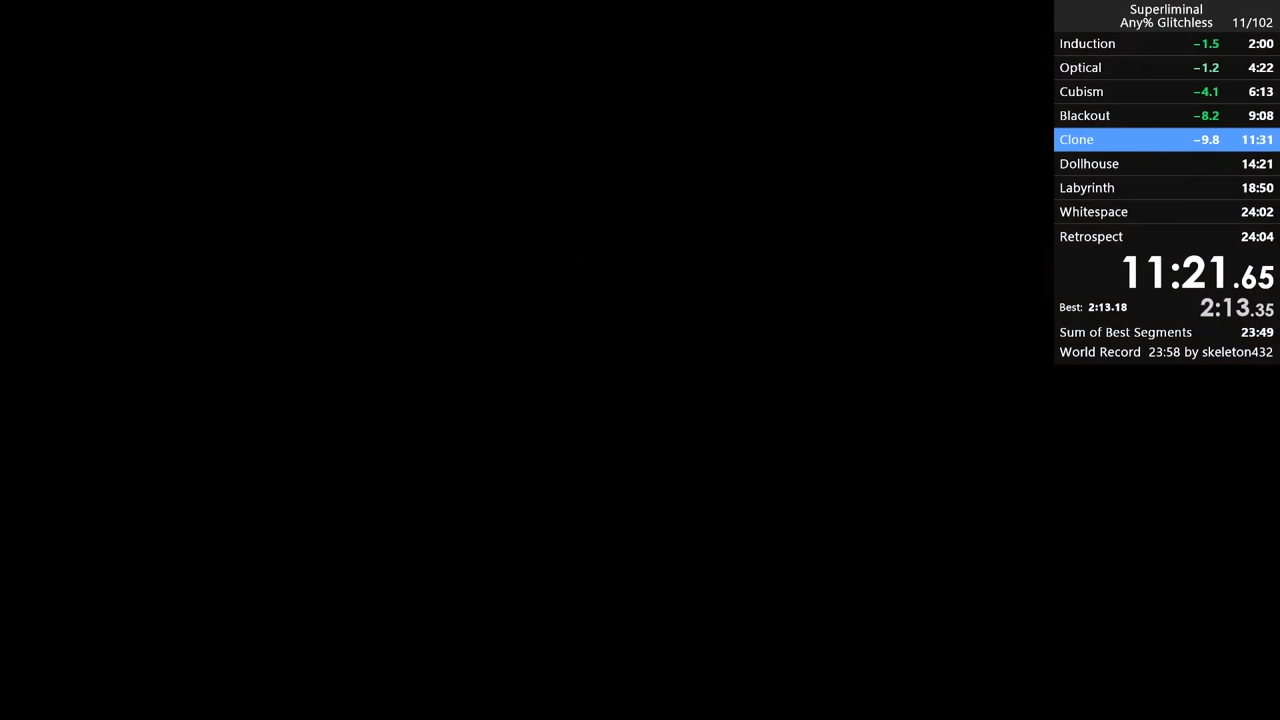 Superliminal
Any% Glitchless 11/102
Induction −1.5 2:00
Optical −1.2 4:22
Cubism −4.1 6:13
Blackout −8.2 9:08
Clone −9.8 11:31
Dollhouse 14:21
Labyrinth 18:50
Whitespace 24:02
Retrospect 24:04
11:21.65
Best: 2:13.18 2:13.35
Sum of Best Segments 23:49
World Record 23:58 by skeleton432